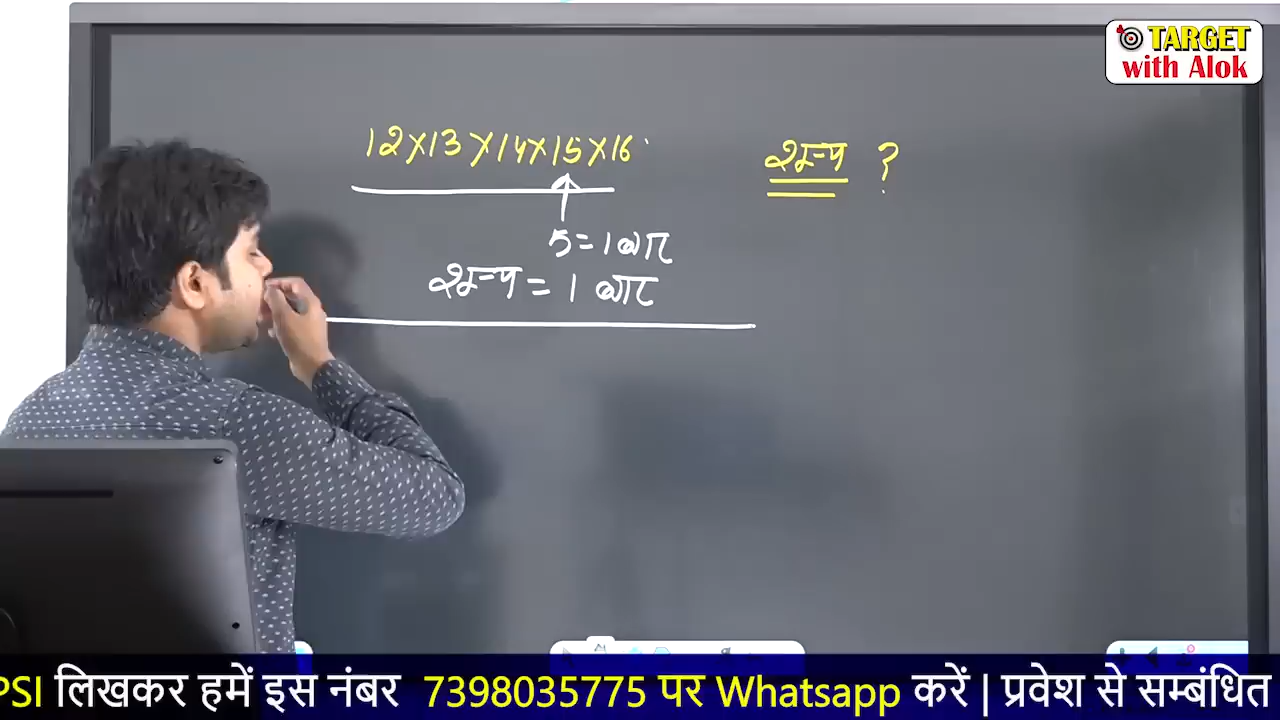 TARGET
with Alok
12×13×14×15×16
शून्य ?
5=1बार
शून्य = 1 बार
PSI लिखकर हमें इस नंबर 7398035775 पर Whatsapp करें | प्रवेश से सम्बंधित